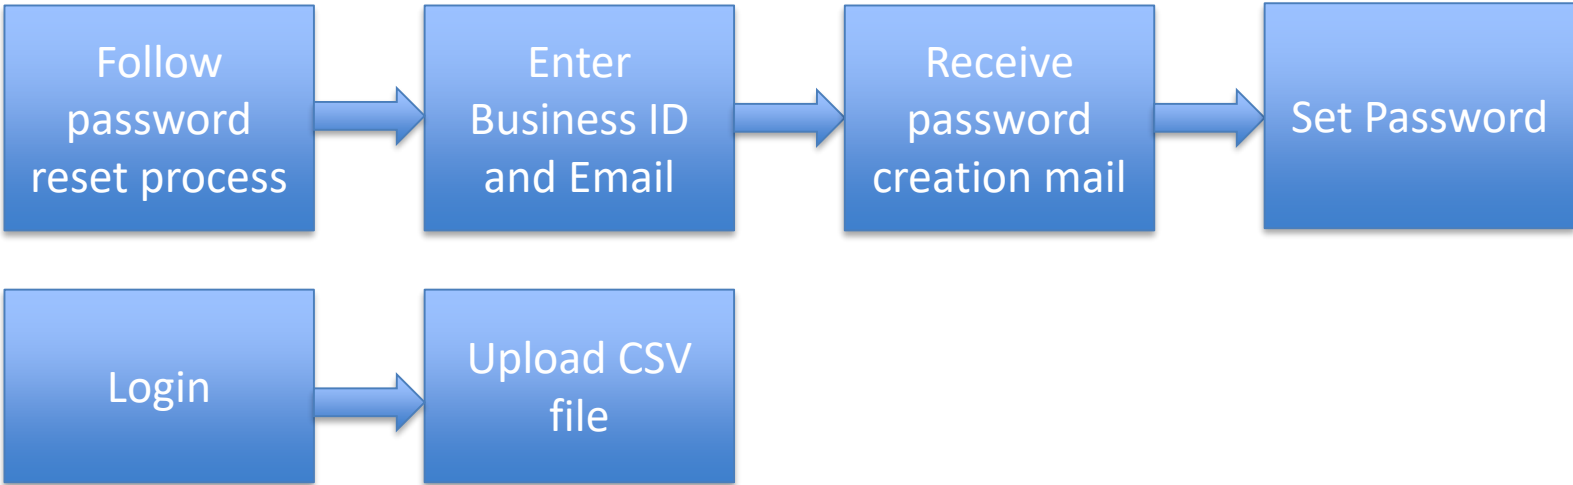 Follow
password
reset process
Enter
Business ID
and Email
Receive
password
creation mail
Set Password
Login
Upload CSV
file